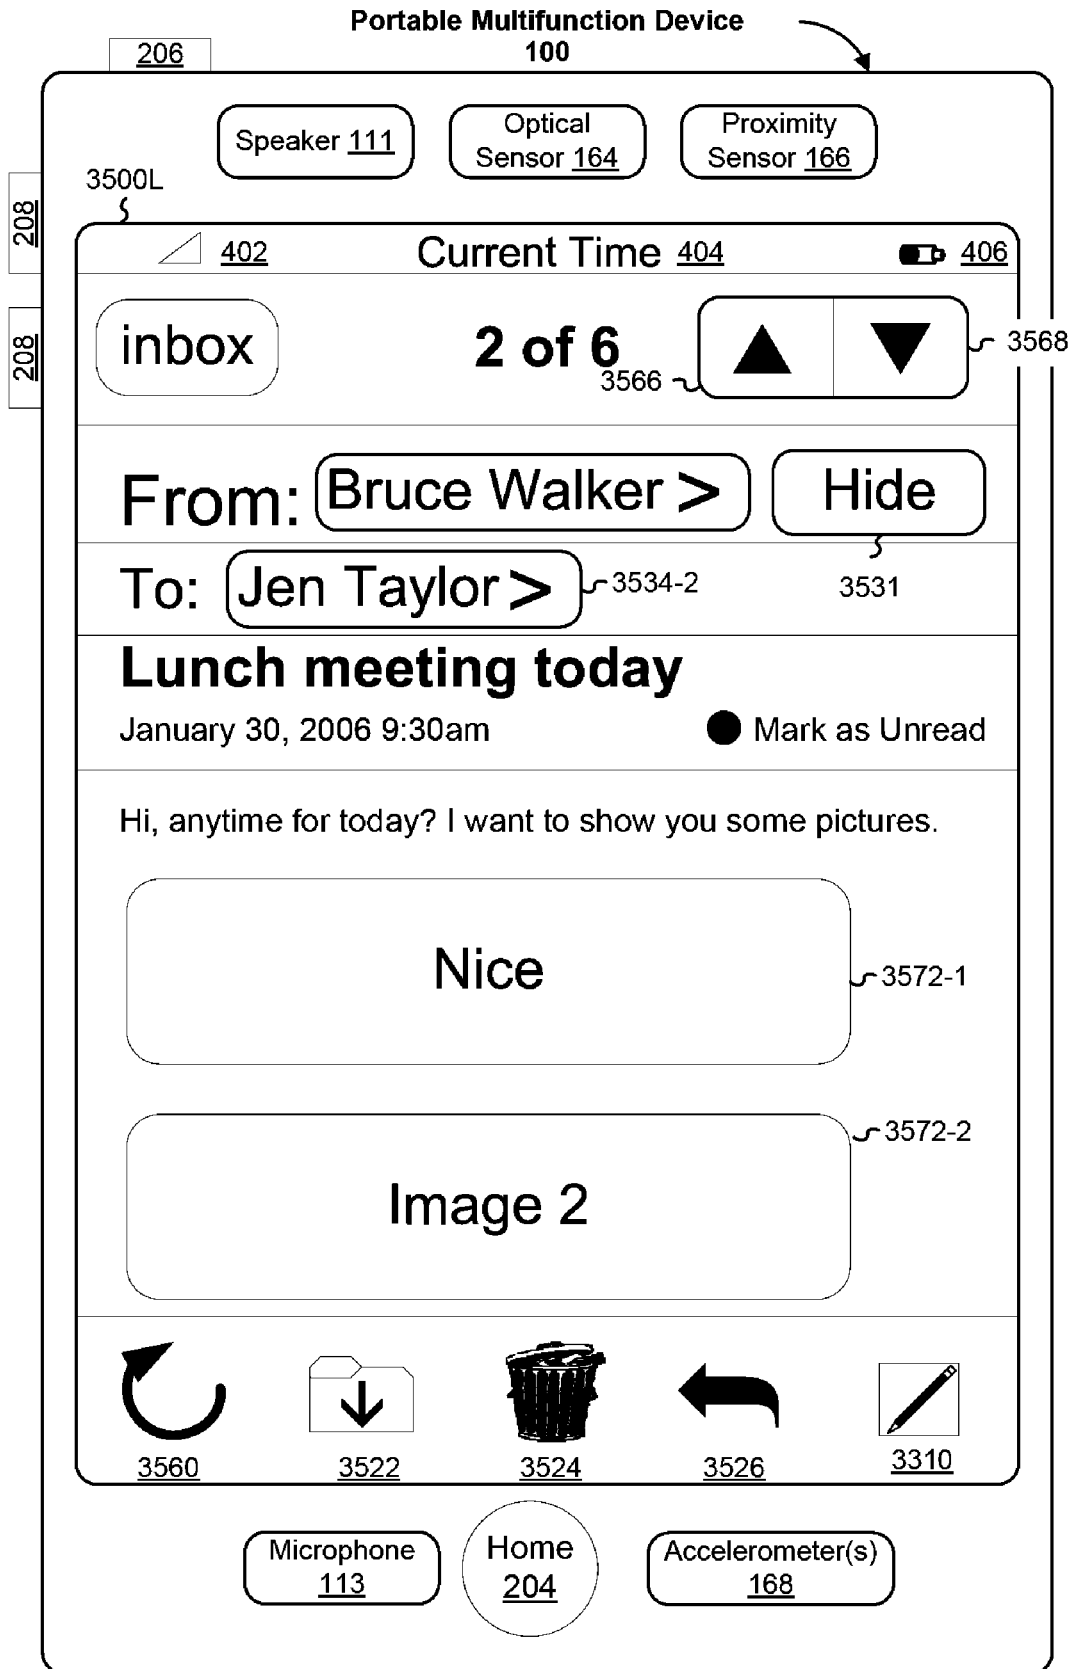 Portable Multifunction Device
100
206
Speaker 111
Optical
Sensor 164
Proximity
Sensor 166
3500L
208
402
Current Time 404
406
208
inbox
2 of 6
3566
3568
From: Bruce Walker >
Hide
To: Jen Taylor >
3534-2
3531
Lunch meeting today
January 30, 2006 9:30am
Mark as Unread
Hi, anytime for today? I want to show you some pictures.
Nice
3572-1
3572-2
Image 2
3560
3522
3524
3526
3310
Microphone
113
Home
204
Accelerometer(s)
168